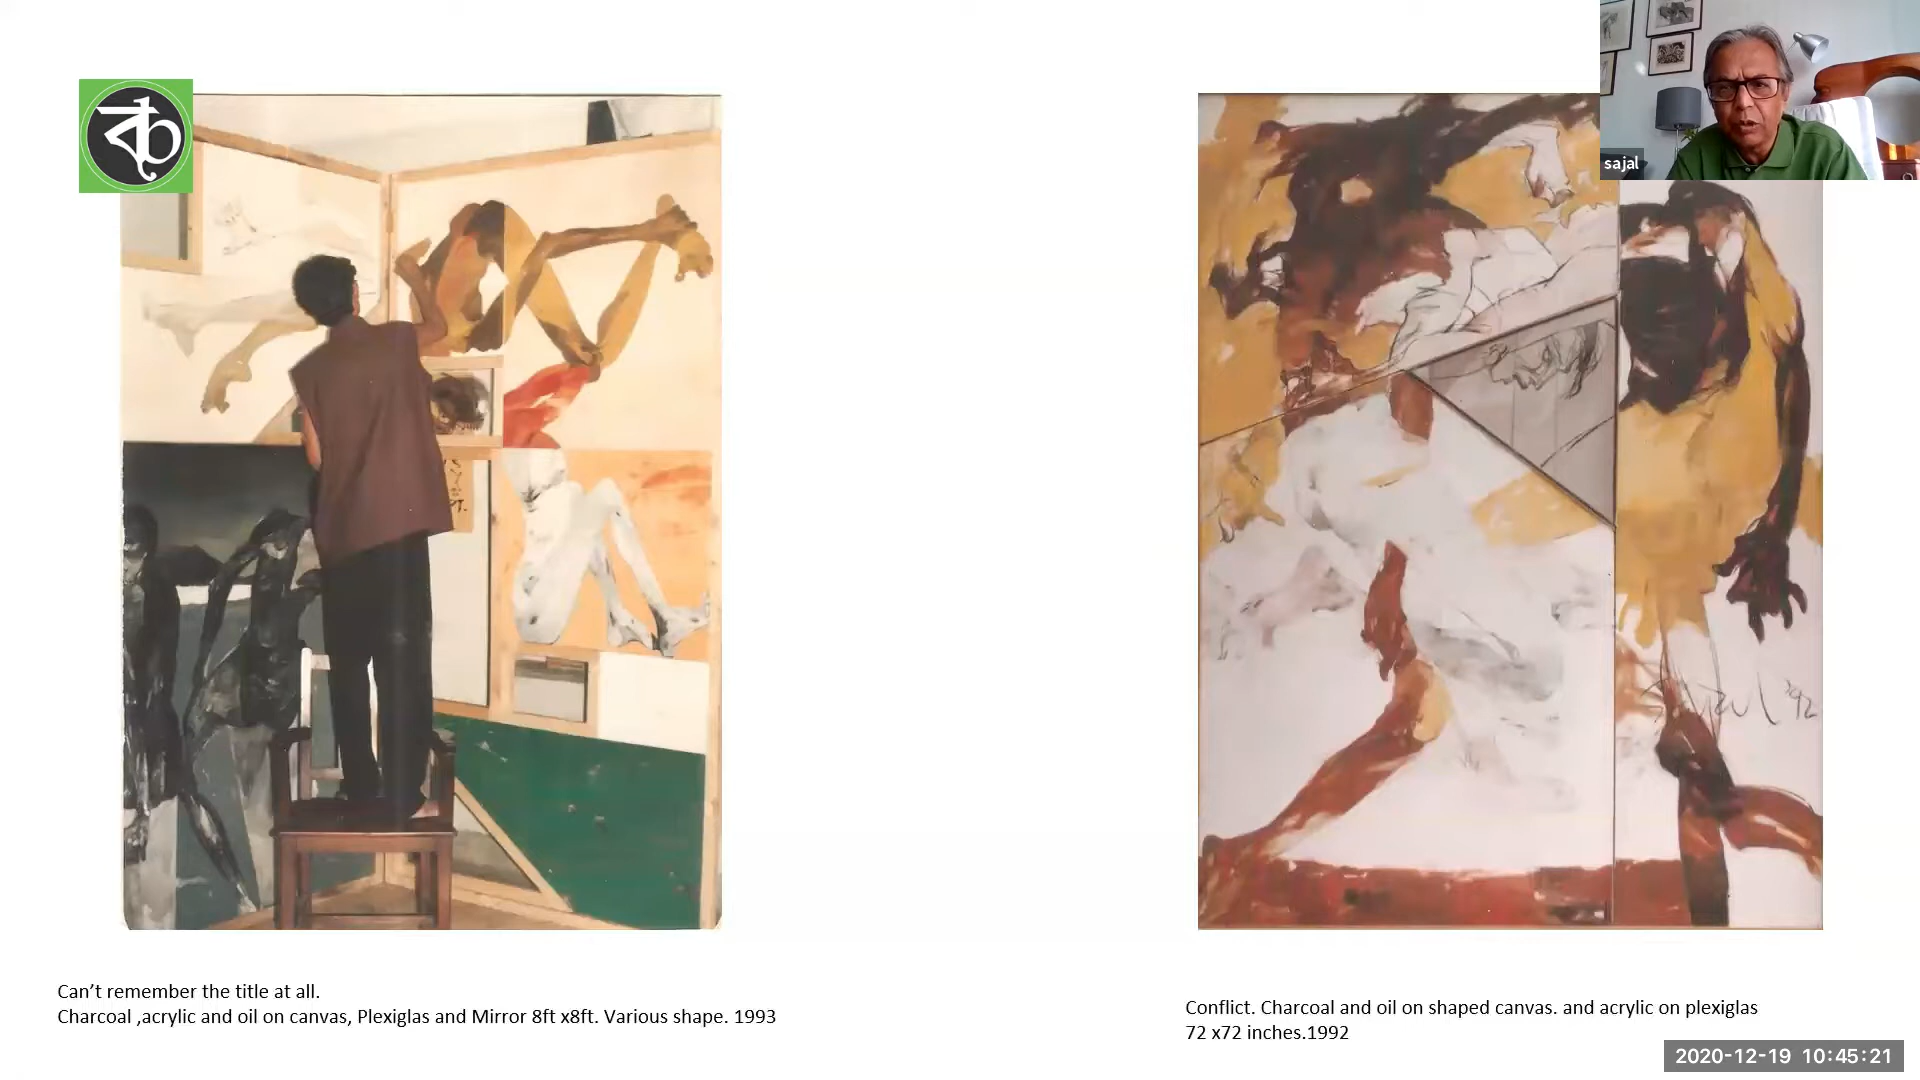 sajal
Sajal '92
Can’t remember the title at all.
Charcoal ,acrylic and oil on canvas, Plexiglas and Mirror 8ft x8ft. Various shape. 1993
Conflict. Charcoal and oil on shaped canvas. and acrylic on plexiglas
72 x72 inches.1992
2020-12-19 10:45:21